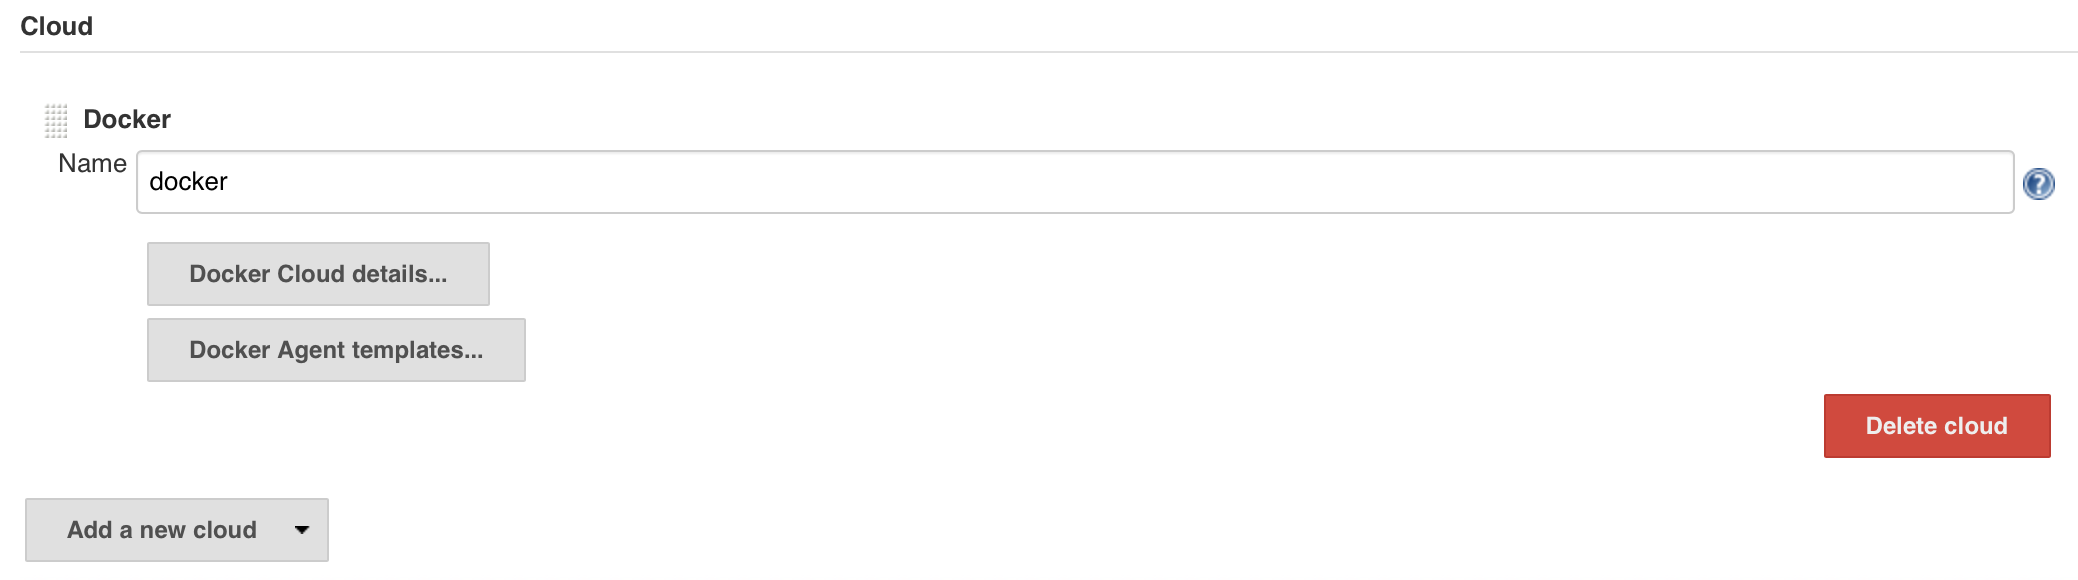 Cloud
Docker
Name docker ?
Docker Cloud details...
Docker Agent templates...
Delete cloud
Add a new cloud